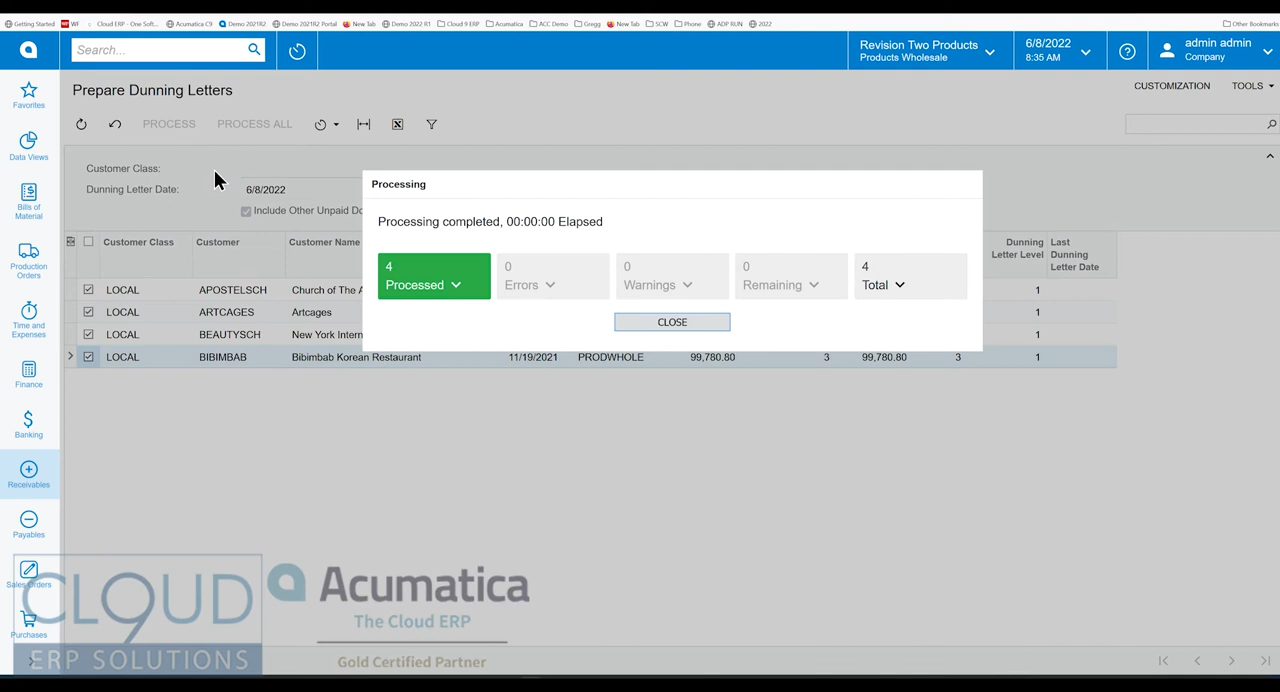 Getting Started WF Cloud ERP - One Soft... Acumatica C9 Demo 2021R2 Demo 2021R2 Portal New Tab Demo 2022 R1 Cloud 9 ERP Acumatica ACC Demo Gregg New Tab SCW Phone ADP RUN 2022 Other Bookmarks
Search...
Revision Two Products
Products Wholesale
6/8/2022
8:35 AM
admin admin
Company
Favorites
Data Views
Bills of
Material
Production
Orders
Time and
Expenses
Finance
Banking
Receivables
Payables
Sales Orders
Purchases
Prepare Dunning Letters
CUSTOMIZATION TOOLS
PROCESS PROCESS ALL
Customer Class:
Dunning Letter Date: 6/8/2022
Include Other Unpaid Do
Processing
Processing completed, 00:00:00 Elapsed
4 0 0 0 4
Processed Errors Warnings Remaining Total
CLOSE
Customer Class Customer Customer Name Dunning
Letter Level Last
Dunning
Letter Date
LOCAL APOSTELSCH Church of The A 1
LOCAL ARTCAGES Artcages 1
LOCAL BEAUTYSCH New York Intern 1
LOCAL BIBIMBAB Bibimbab Korean Restaurant 11/19/2021 PRODWHOLE 99,780.80 3 99,780.80 3 1
CLOUD9
ERP SOLUTIONS
Acumatica
The Cloud ERP
Gold Certified Partner